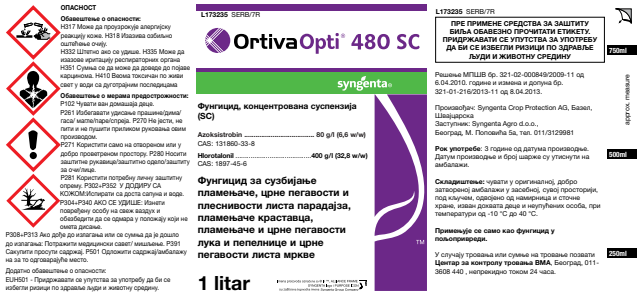 ОПАСНОСТ
Обавештење о опасности:
H317 Може да проузрокује алергијску
реакцију коже. H318 Изазива озбиљно
оштећење очију.
H332 Штетно ако се удише. H335 Може да
изазове иритацију респираторних органа
H351 Сумња се да може да доведе до појаве
карцинома. H410 Веома токсичан по живи
свет у води са дуготрајним последицама
Обавештење о мерама предострожности:
P102 Чувати ван домашаја деце.
P261 Избегавати удисање прашине/дима/
гаса/ магле/паре/спреја. P270 Не јести, не
пити и не пушити приликом руковања овим
производом.
P271 Користити само на отвореном или у
добро проветреном простору. P280 Носити
заштитне рукавице/заштитно одело/заштиту
за очи/лице.
P281 Користити потребну личну заштитну
опрему. P302+P352 У ДОДИРУ СА
КОЖОМ:Испирати са доста сапуна и воде.
P304+P340 АКО СЕ УДИШЕ: Изнети
повређену особу на свеж ваздух и
обезбедити да се одмара у положају који не
омета дисање.
P308+P313 Ако дође до излагања или се сумња да је дошло
до излагања: Потражити медицински савет/ мишљење. P391
Сакупити просути садржај. P501 Одложити садржај/амбалажу
на за то одговарајуће место.
Додатно обавештење о опасности:
EUH501 - Придржавати се упутства за употребу да би се
избегли ризици по здравље људи и животну средину.
L173235 SERB/7R
OrtivaOpti® 480 SC
syngenta
Фунгицид, концентрована суспензија
(SC)
Azoksistrobin ........ 80 g/l (6,6 w/w)
CAS: 131860-33-8
Hlorotalonil ........ 400 g/l (32,8 w/w)
CAS: 1897-45-6
Фунгицид за сузбијање
пламењаче, црне пегавости и
плесивости листа парадајза,
пламењаче краставца,
пламењаче и црне пегавости
лука и пепелнице и црне
пегавости листа мркве
1 litar
TM
L173235 SERB/7R
ПРЕ ПРИМЕНЕ СРЕДСТВА ЗА ЗАШТИТУ
БИЉА ОБАВЕЗНО ПРОЧИТАТИ ЕТИКЕТУ.
ПРИДРЖАВАТИ СЕ УПУТСТВА ЗА УПОТРЕБУ
ДА БИ СЕ ИЗБЕГЛИ РИЗИЦИ ПО ЗДРАВЉЕ
ЉУДИ И ЖИВОТНУ СРЕДИНУ
Решење МПШВ бр. 321-02-000849/2009-11 од
6.04.2010. године и измена и допуна бр.
321-01-216/2013-11 од 8.04.2013.
Произвођач: Syngenta Crop Protection AG, Базел,
Швајцарска
Заступник: Syngenta Agro d.o.o.,
Београд, М. Поповића 5а, тел. 011/3129981
Рок употребе: 3 године од датума производње.
Датум производње и број шарже су утиснути на
амбалажи.
Складиштење: чувати у оригиналној, добро
затвореној амбалажи у засебној, сувој просторији,
под кључем, одвојено од намирница и сточне
хране, изван дохвата деце и неупућених особа, при
температури од -10 °C до 40 °C.
Примењује се само као фунгицид у
пољопривреди.
У случају тровања или сумње на тровање позвати
Центар за контролу тровања ВМА, Београд, 011-
3608 440 , непрекидно током 24 часа.
750ml
approx. measure
500ml
250ml